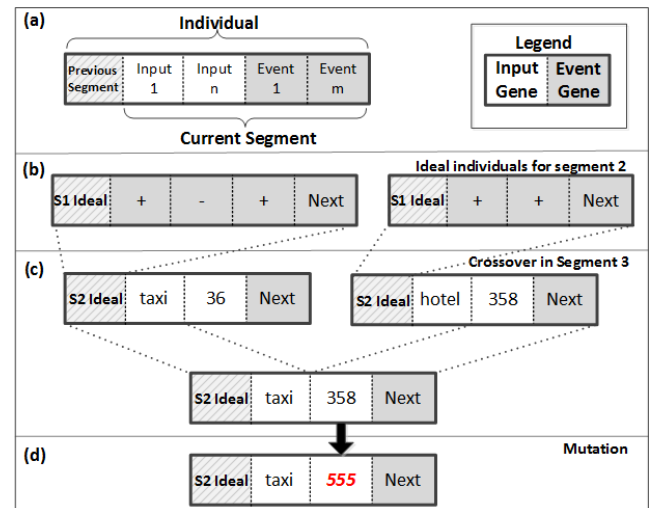 (a)
Individual
Previous Segment
Input 1
Input n
Event 1
Event m
Current Segment
Legend
Input Gene
Event Gene
(b)
Ideal individuals for segment 2
S1 Ideal + - + Next
S1 Ideal + + Next
(c)
Crossover in Segment 3
S2 Ideal taxi 36 Next
S2 Ideal hotel 358 Next
S2 Ideal taxi 358 Next
(d)
Mutation
S2 Ideal taxi 555 Next